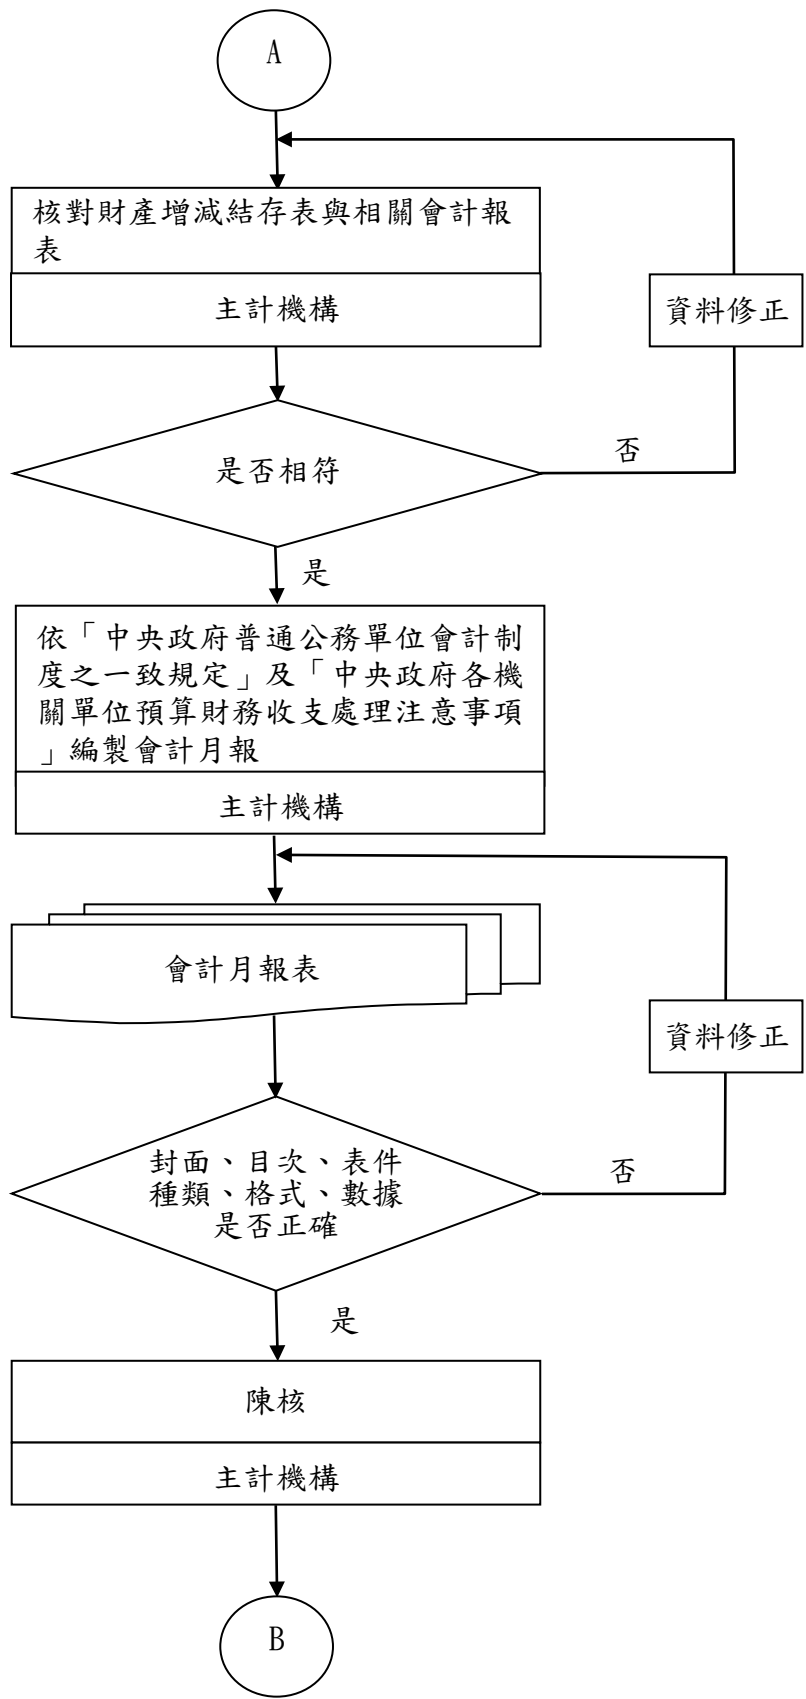 A
核對財產增減結存表與相關會計報
表
主計機構
資料修正
是否相符
否
是
依「中央政府普通公務單位會計制
度之一致規定」及「中央政府各機
關單位預算財務收支處理注意事項
」編製會計月報
主計機構
會計月報表
資料修正
封面、目次、表件
種類、格式、數據
是否正確
否
是
陳核
主計機構
B